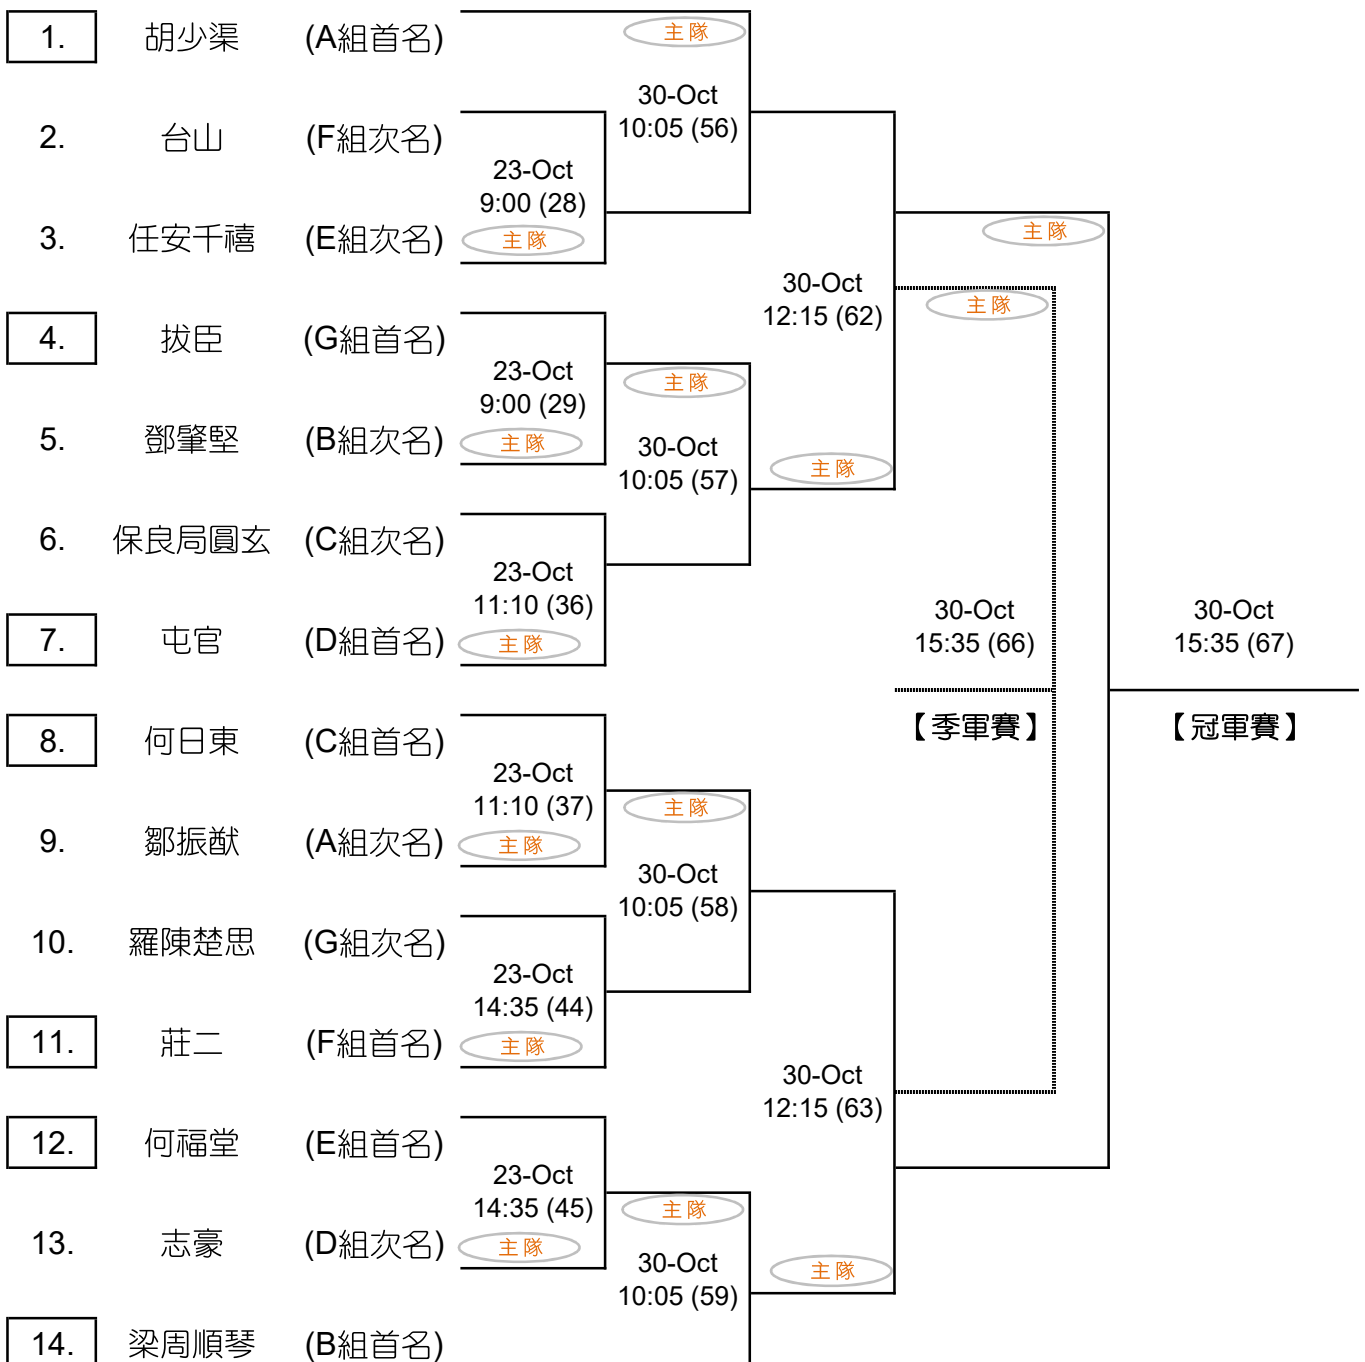 1. 胡少渠 (A組首名) 主隊
30-Oct
10:05 (56)
2. 台山 (F組次名)
23-Oct
9:00 (28)
3. 任安千禧 (E組次名) 主隊
主隊
30-Oct
12:15 (62)
主隊
4. 拔臣 (G組首名)
23-Oct
9:00 (29)
主隊
5. 鄧肇堅 (B組次名) 主隊
30-Oct
10:05 (57)
主隊
6. 保良局圓玄 (C組次名)
23-Oct
11:10 (36)
7. 屯官 (D組首名) 主隊
30-Oct
15:35 (66)
【季軍賽】
30-Oct
15:35 (67)
【冠軍賽】
8. 何日東 (C組首名)
23-Oct
11:10 (37)
主隊
9. 鄒振猷 (A組次名) 主隊
30-Oct
10:05 (58)
10. 羅陳楚思 (G組次名)
23-Oct
14:35 (44)
11. 莊二 (F組首名) 主隊
30-Oct
12:15 (63)
12. 何福堂 (E組首名)
23-Oct
14:35 (45)
主隊
13. 志豪 (D組次名) 主隊
30-Oct
10:05 (59)
主隊
14. 梁周順琴 (B組首名)